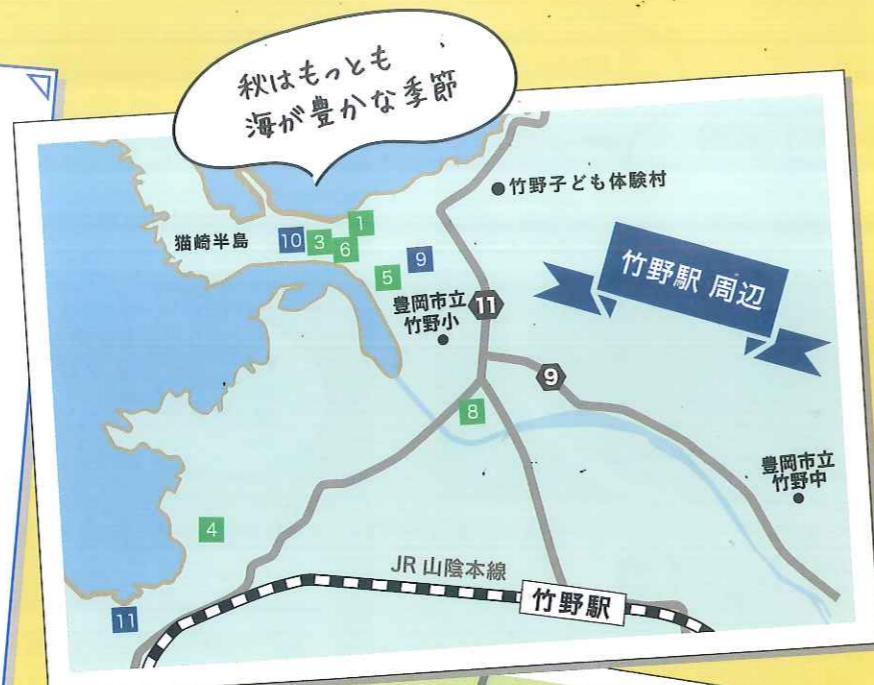 秋はもっとも
海が豊かな季節
竹野子ども体験村
猫崎半島
10
3
1
6
5
9
竹野駅 周辺
豊岡市立
竹野小
11
9
8
豊岡市立
竹野中
4
JR 山陰本線
竹野駅
11